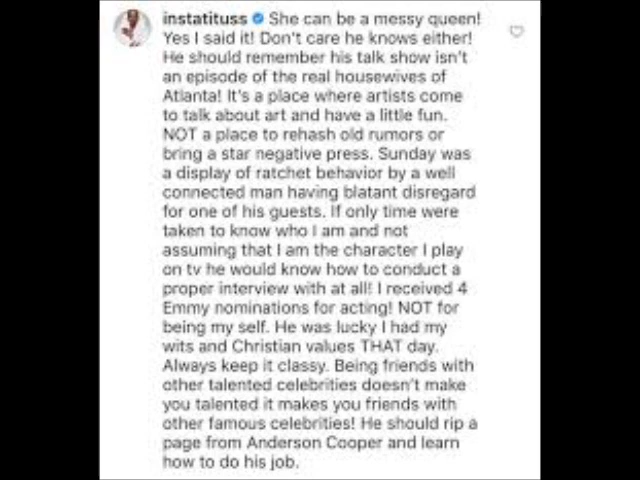 instatituss She can be a messy queen!
Yes I said it! Don't care he knows either!
He should remember his talk show isn't
an episode of the real housewives of
Atlanta! It's a place where artists come
to talk about art and have a little fun.
NOT a place to rehash old rumors or
bring a star negative press. Sunday was
a display of ratchet behavior by a well
connected man having blatant disregard
for one of his guests. If only time were
taken to know who I am and not
assuming that I am the character I play
on tv he would know how to conduct a
proper interview with at all! I received 4
Emmy nominations for acting! NOT for
being my self. He was lucky I had my
wits and Christian values THAT day.
Always keep it classy. Being friends with
other talented celebrities doesn't make
you talented it makes you friends with
other famous celebrities! He should rip a
page from Anderson Cooper and learn
how to do his job.